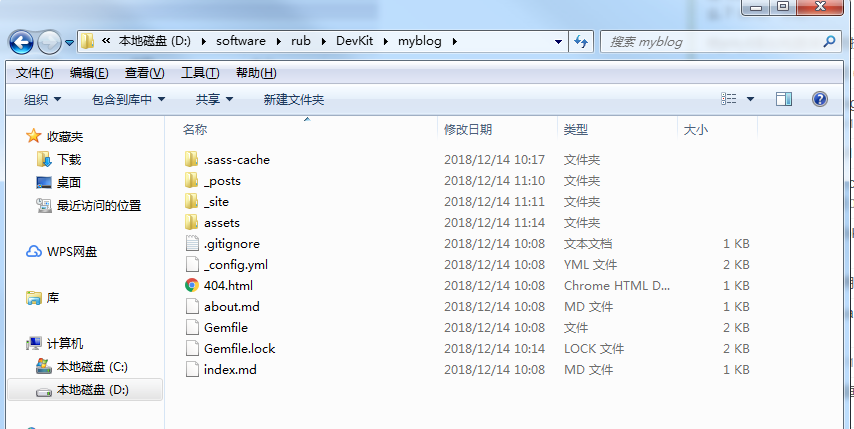 本地磁盘 (D:) software rub DevKit myblog 搜索 myblog
文件(F) 编辑(E) 查看(V) 工具(T) 帮助(H)
组织 包含到库中 共享 新建文件夹
收藏夹
下载
桌面
最近访问的位置
WPS网盘
库
计算机
本地磁盘 (C:)
本地磁盘 (D:)
名称 修改日期 类型 大小
.sass-cache 2018/12/14 10:17 文件夹
_posts 2018/12/14 11:10 文件夹
_site 2018/12/14 11:11 文件夹
assets 2018/12/14 11:14 文件夹
.gitignore 2018/12/14 10:08 文本文档 1 KB
_config.yml 2018/12/14 10:08 YML 文件 2 KB
404.html 2018/12/14 10:08 Chrome HTML D... 1 KB
about.md 2018/12/14 10:08 MD 文件 1 KB
Gemfile 2018/12/14 10:08 文件 2 KB
Gemfile.lock 2018/12/14 10:14 LOCK 文件 2 KB
index.md 2018/12/14 10:08 MD 文件 1 KB